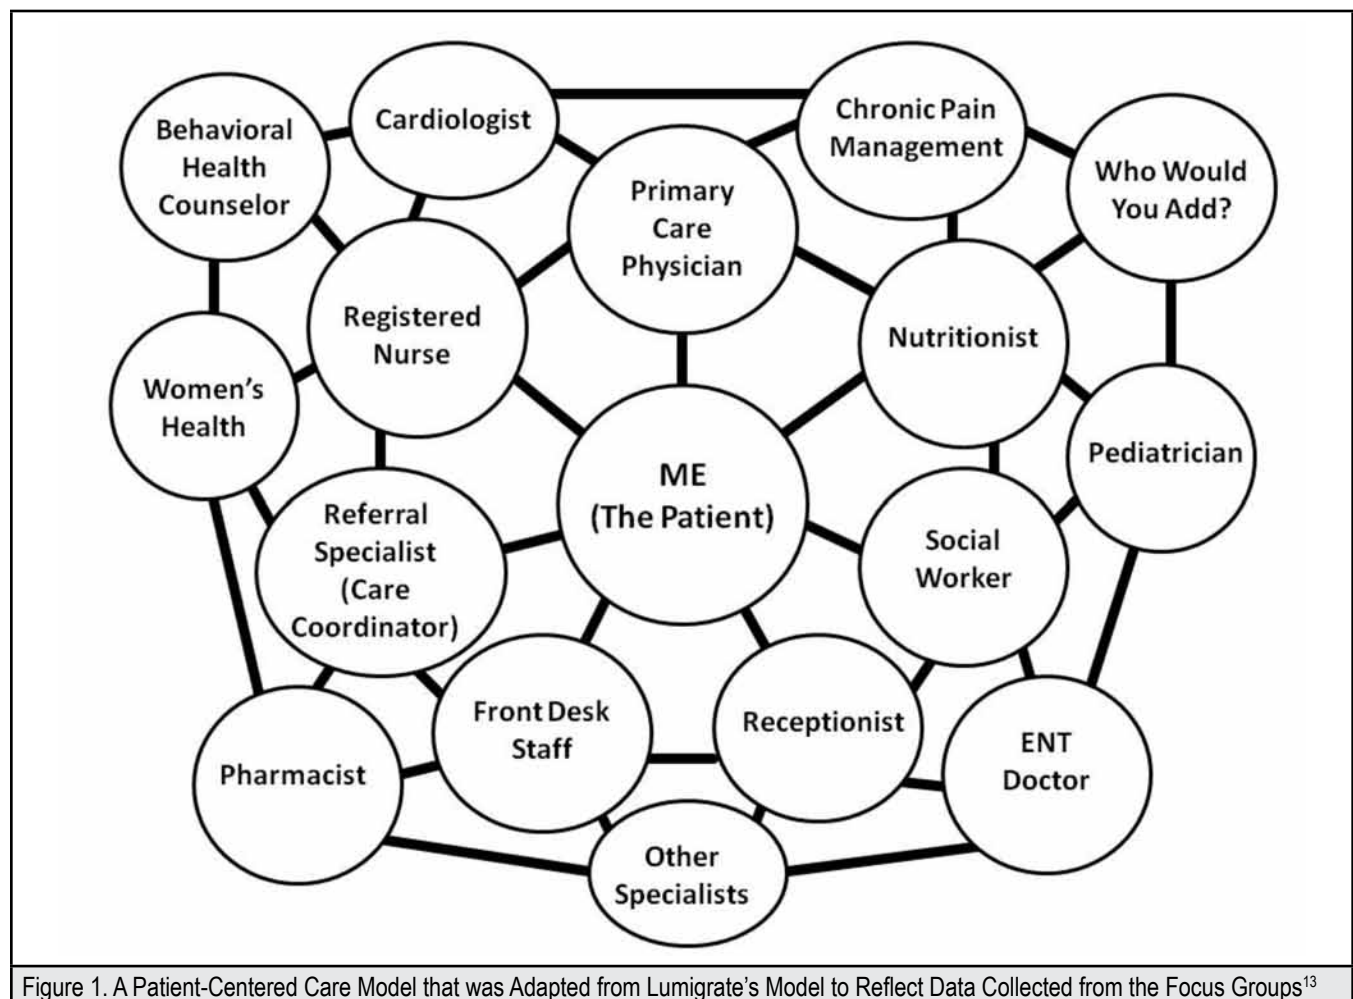 Cardiologist
Chronic Pain
Management
Behavioral
Health
Counselor
Who Would
You Add?
Primary
Care
Physician
Registered
Nurse
Nutritionist
Women's
Health
Pediatrician
ME
(The Patient)
Referral
Specialist
(Care
Coordinator)
Social
Worker
Front Desk
Staff
Receptionist
Pharmacist
ENT
Doctor
Other
Specialists
Figure 1. A Patient-Centered Care Model that was Adapted from Lumigrate's Model to Reflect Data Collected from the Focus Groups¹³